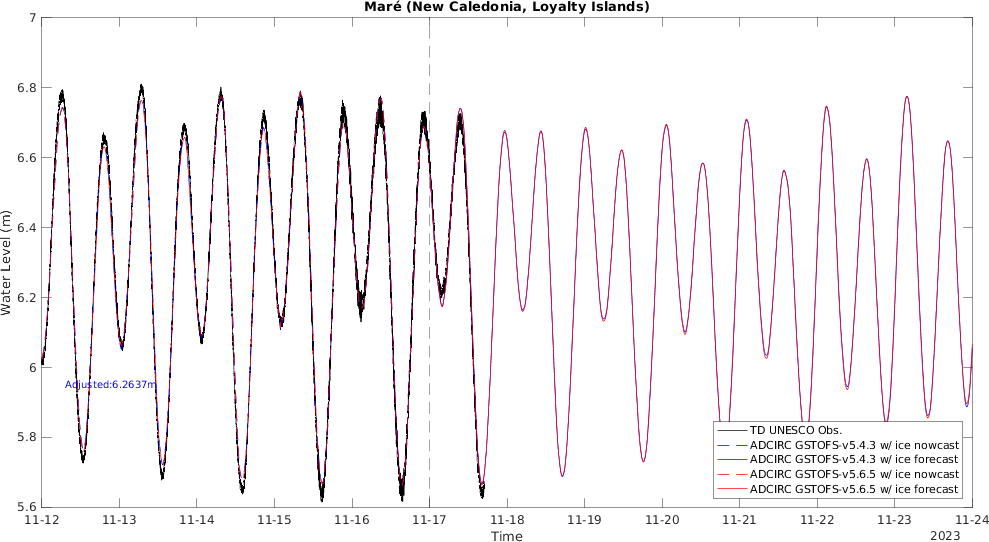 Maré (New Caledonia, Loyalty Islands)
7
6.8
6.6
6.4
6.2
6
5.8
5.6
Water Level (m)
Adjusted:6.2637m
TD UNESCO Obs.
ADCIRC GSTOFS-v5.4.3 w/ ice nowcast
ADCIRC GSTOFS-v5.4.3 w/ ice forecast
ADCIRC GSTOFS-v5.6.5 w/ ice nowcast
ADCIRC GSTOFS-v5.6.5 w/ ice forecast
11-12 11-13 11-14 11-15 11-16 11-17 11-18 11-19 11-20 11-21 11-22 11-23 11-24
Time
2023